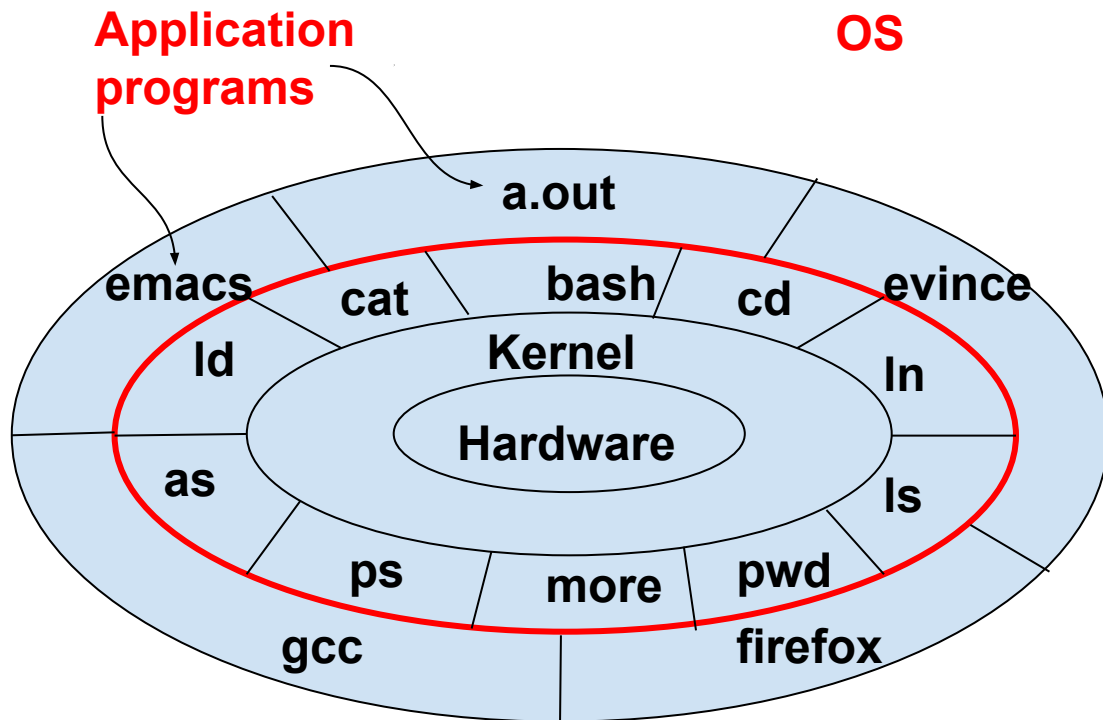 Application
programs
OS
a.out
emacs
cat
bash
cd
evince
ld
Kernel
ln
Hardware
as
ls
ps
more
pwd
gcc
firefox